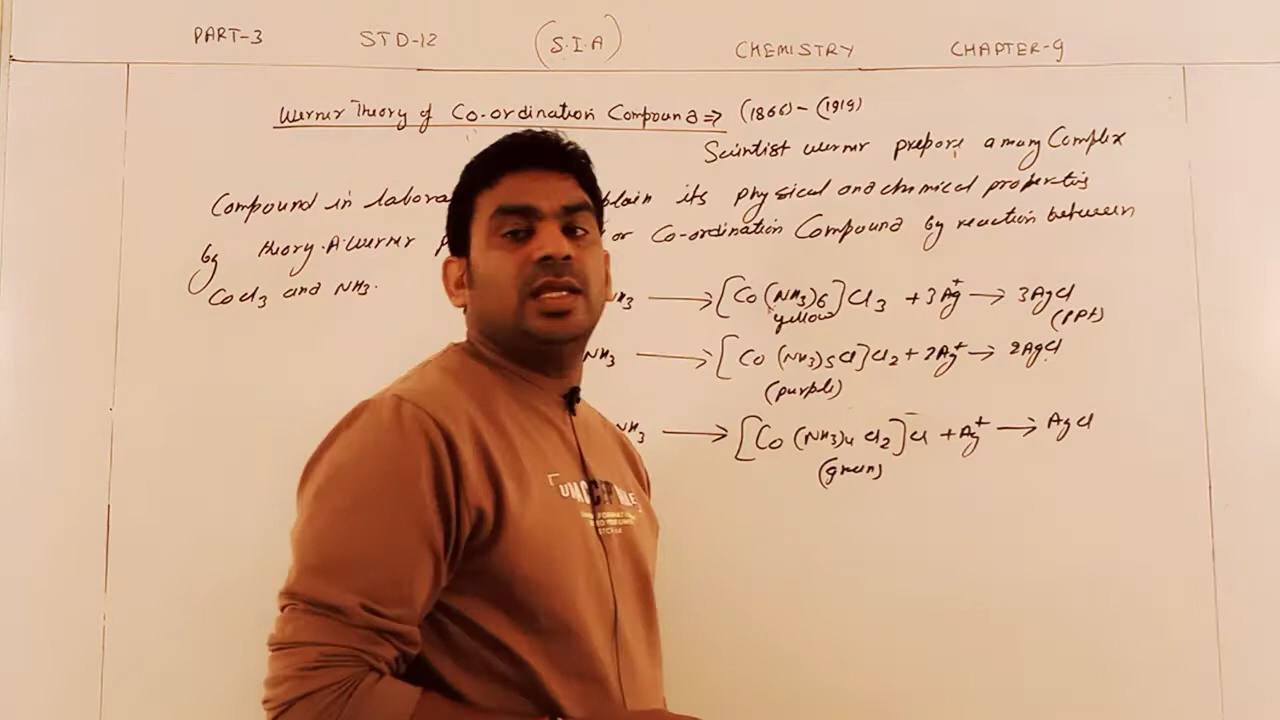 PART-3 STD-12 (S.I.A) CHEMISTRY CHAPTER-9
Werner Theory of Co-ordination Compound ⇒ (1866)-(1919)
Scientist werner prepare a many Complex
Compound in labora plain its physical and chemical properties
by theory. A. Werner or Co-ordination Compound by reaction between
CoCl3 and NH3.
H3 ⟶ [Co(NH3)6]Cl3 + 3Ag+ → 3AgCl
yellow (PPt)
NH3 ⟶ [Co (NH3)5Cl]Cl2 + 2Ag+ → 2AgCl
(purple)
NH3 ⟶ [Co (NH3)4 Cl2]Cl + Ag+ → AgCl
(green)